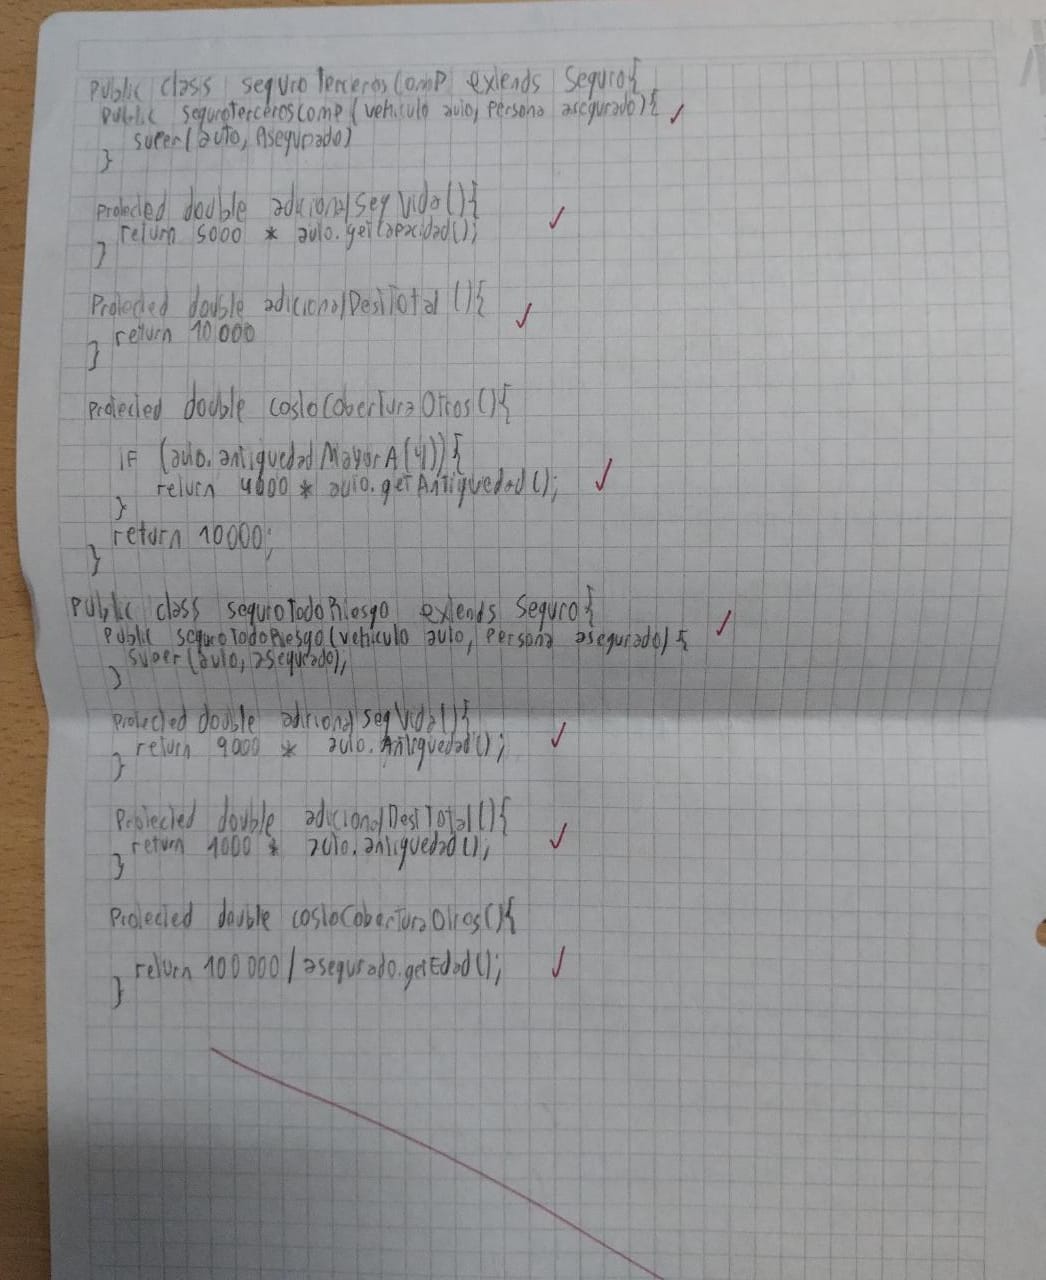 Public class seguroTercerosComp extends Seguro{
Public seguroTercerosComp (vehiculo auto, Persona asegurado){
super(auto, Asegurado)
}
Protected double adicionalSegVida(){
return 5000 * auto.getCapacidad();
}
Protected double adicionalDestTotal (){
return 10.000
}
Protected double costoCoberturaOtros(){
if (auto.antiguedadMayorA(4)){
return 4000 * auto.getAntiguedad();
}
return 10000;
}
Public class seguroTodoRiesgo extends Seguro{
Public seguroTodoRiesgo(vehiculo auto, Persona asegurado){
super(auto, asegurado);
}
Protected double adicionalSegVida(){
return 9000 * auto.Antiguedad();
}
Protected double adicionalDestTotal(){
return 1000 * auto.antiguedad();
}
Protected double costoCoberturaOtros(){
return 100 000 / asegurado.getEdad();
}